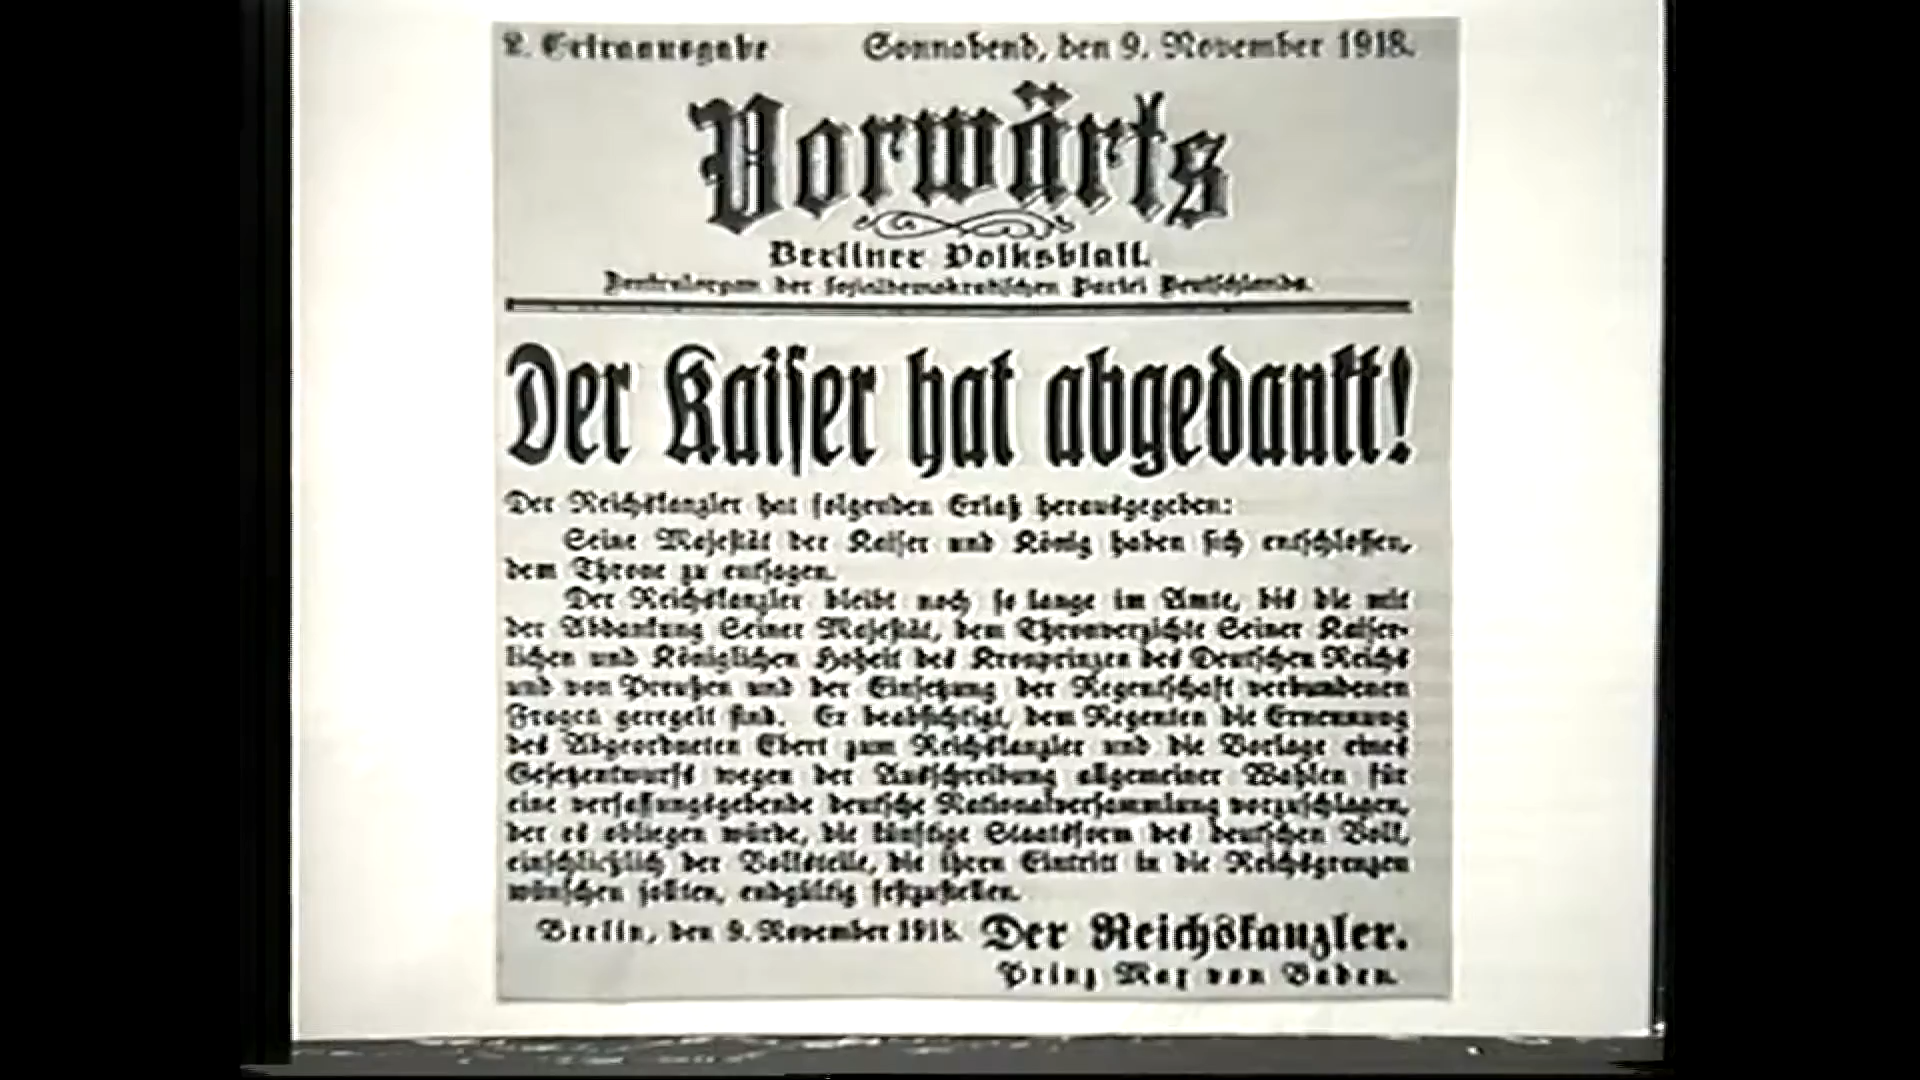 2. Extraausgabe Sonnabend, den 9. November 1918.
Vorwärts
Berliner Volksblatt.
Zentralorgan der sozialdemokratischen Partei Deutschlands.
Der Kaiser hat abgedankt!
Der Reichskanzler hat folgenden Erlaß herausgegeben:
Seine Majestät der Kaiser und König haben sich entschlossen,
dem Throne zu entsagen.
Der Reichskanzler bleibt noch so lange im Amte, bis die mit
der Abdankung Seiner Majestät, dem Thronverzichte Seiner Kaiser-
lichen und Königlichen Hoheit des Kronprinzen des Deutschen Reichs
und von Preußen und der Einsetzung der Regentschaft verbundenen
Fragen geregelt sind. Er beabsichtigt, dem Regenten die Ernennung
des Abgeordneten Ebert zum Reichskanzler und die Vorlage eines
Gesetzentwurfs wegen der Ausschreibung allgemeiner Wahlen für
eine verfassungsgebende deutsche Nationalversammlung vorzuschlagen,
der es obliegen würde, die künftige Staatsform des deutschen Volk,
einschließlich der Volksteile, die ihren Eintritt in die Reichsgrenzen
wünschen sollten, endgültig festzustellen.
Berlin, den 9. November 1918. Der Reichskanzler.
Prinz Max von Baden.